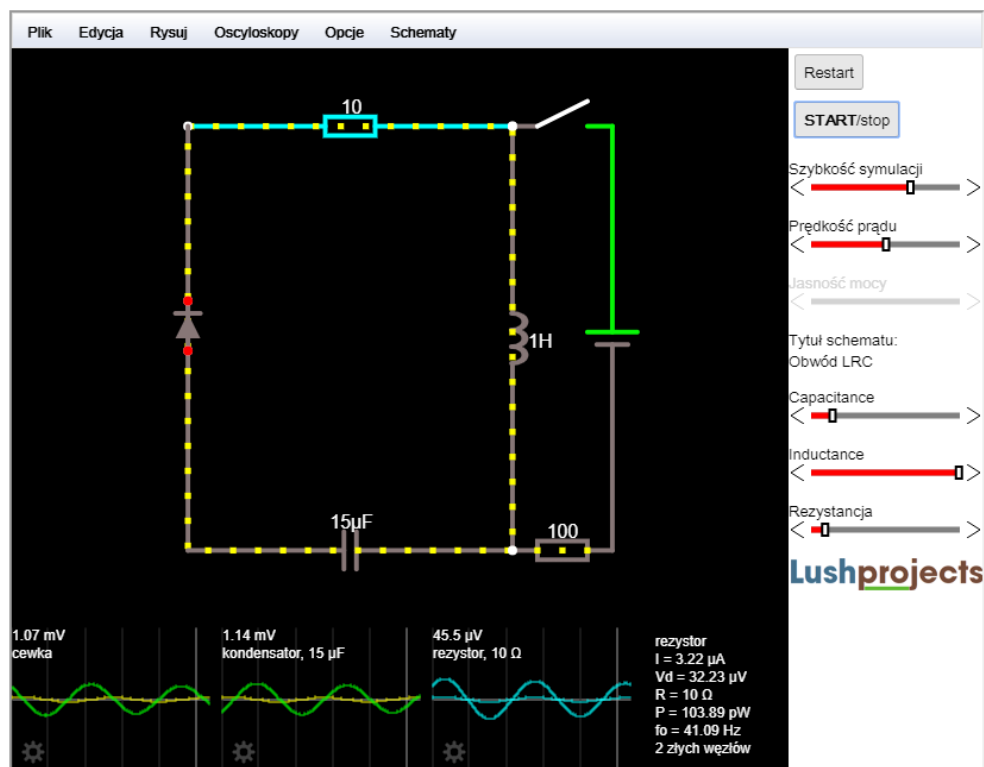 Plik Edycja Rysuj Oscyloskopy Opcje Schematy
Restart
START/stop
Szybkość symulacji
Prędkość prądu
Jasność mocy
Tytuł schematu:
Obwód LRC
Capacitance
Inductance
Rezystancja
Lushprojects
10
1H
15μF
100
1.07 mV
cewka
1.14 mV
kondensator, 15 μF
45.5 μV
rezystor, 10 Ω
rezystor
I = 3.22 μA
Vd = 32.23 μV
R = 10 Ω
P = 103.89 pW
fo = 41.09 Hz
2 złych węzłów